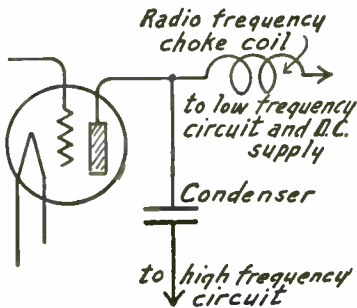 Radio frequency
choke coil
to low frequency
circuit and D.C.
supply
Condenser
to high frequency
circuit